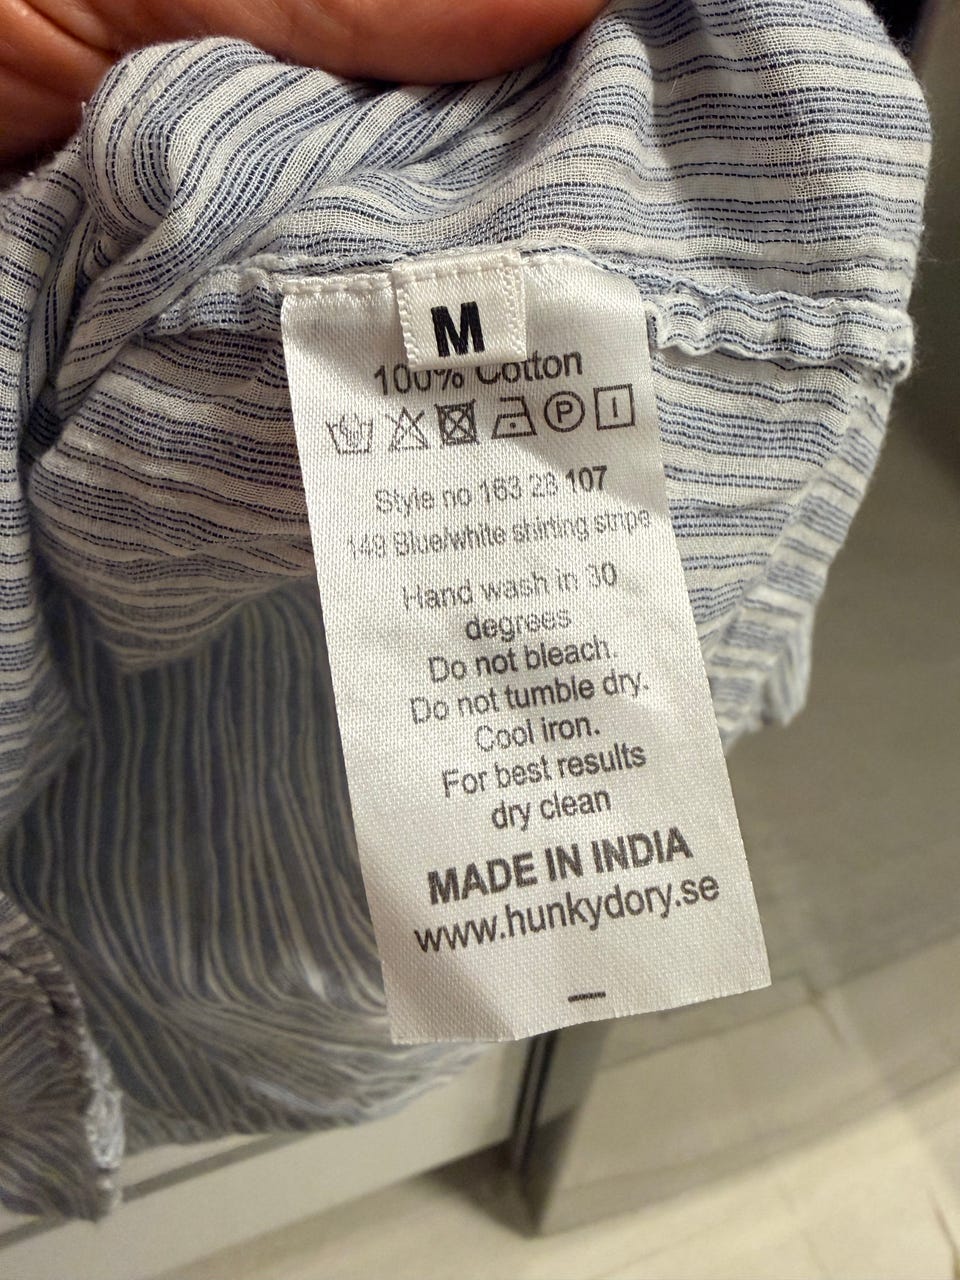 M
100% Cotton
P
Style no 163 28 107
149 Blue/white shirting stripe
Hand wash in 30
degrees
Do not bleach.
Do not tumble dry.
Cool iron.
For best results
dry clean
MADE IN INDIA
www.hunkydory.se